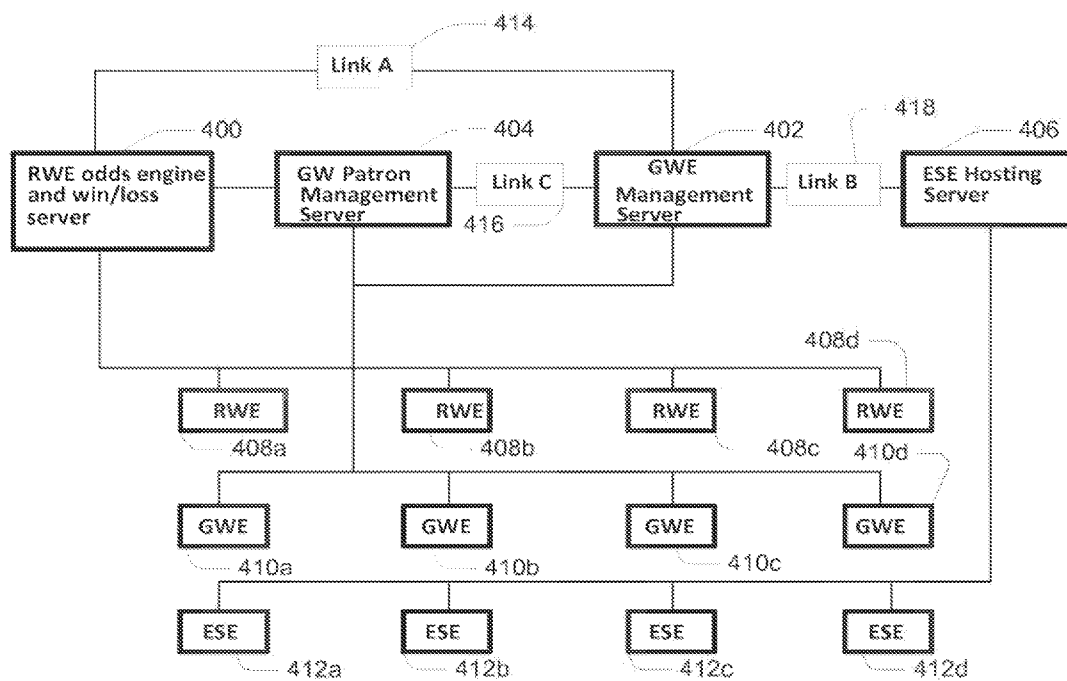 414
Link A
400
404
402
418
406
RWE odds engine
and win/loss
server
GW Patron
Management
Server
Link C
416
GWE
Management
Server
Link B
ESE Hosting
Server
408d
RWE
RWE
RWE
RWE
408a
408b
408c
410d
GWE
GWE
GWE
GWE
410a
410b
410c
ESE
ESE
ESE
ESE
412a
412b
412c
412d